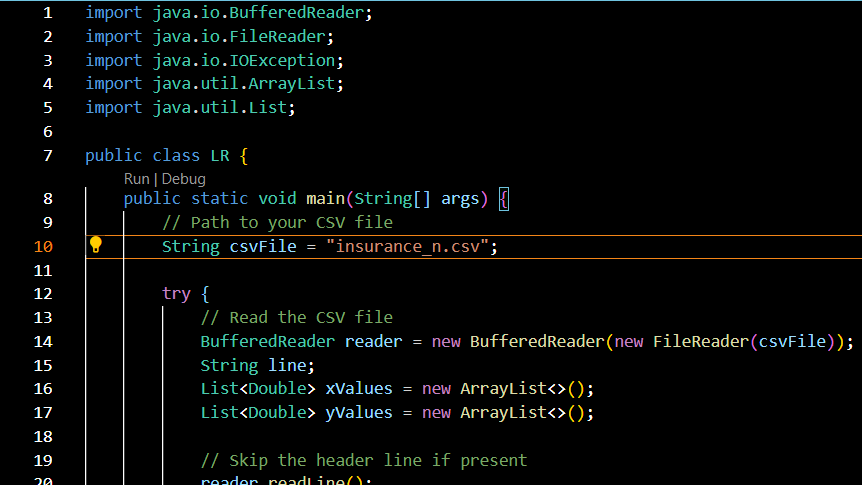 1 import java.io.BufferedReader;
2 import java.io.FileReader;
3 import java.io.IOException;
4 import java.util.ArrayList;
5 import java.util.List;
6
7 public class LR {
Run | Debug
8 public static void main(String[] args) {
9 // Path to your CSV file
10 String csvFile = "insurance_n.csv";
11
12 try {
13 // Read the CSV file
14 BufferedReader reader = new BufferedReader(new FileReader(csvFile));
15 String line;
16 List<Double> xValues = new ArrayList<>();
17 List<Double> yValues = new ArrayList<>();
18
19 // Skip the header line if present
20 reader.readLine();